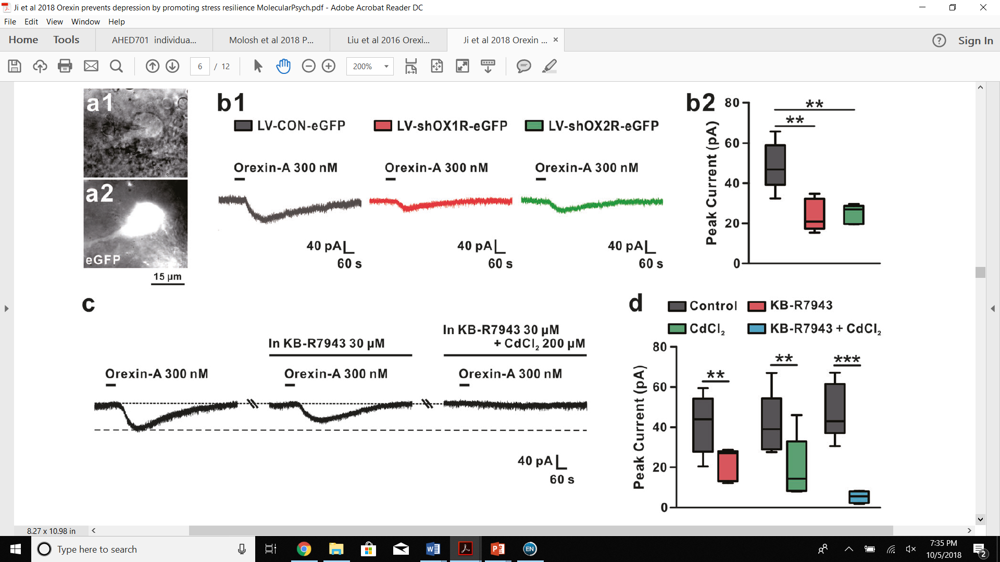 Ji et al 2018 Orexin prevents depression by promoting stress resilience MolecularPsych.pdf - Adobe Acrobat Reader DC
File Edit View Window Help
Home Tools AHED701 individua... Molosh et al 2018 P... Liu et al 2016 Orexi... Ji et al 2018 Orexin ... × ? Sign In
6 / 12 200%
a1
a2
eGFP
15 µm
b1
LV-CON-eGFP LV-shOX1R-eGFP LV-shOX2R-eGFP
Orexin-A 300 nM Orexin-A 300 nM Orexin-A 300 nM
40 pA 40 pA 40 pA
60 s 60 s 60 s
b2
Peak Current (pA)
80
60
40
20
0
**
**
c
In KB-R7943 30 µM
In KB-R7943 30 µM
+ CdCl₂ 200 µM
Orexin-A 300 nM Orexin-A 300 nM Orexin-A 300 nM
40 pA
60 s
d
Control KB-R7943
CdCl₂ KB-R7943 + CdCl₂
Peak Current (pA)
80
60
40
20
0
** ** ***
8.27 x 10.98 in
Type here to search
EN
7:35 PM
10/5/2018
2